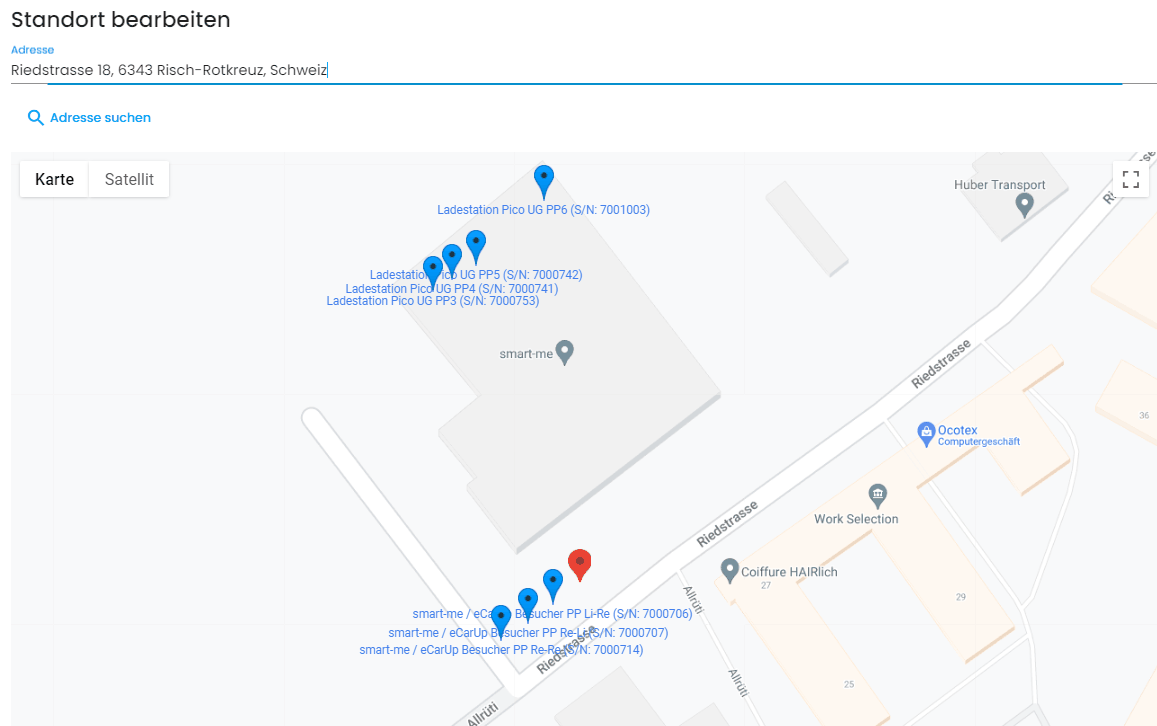 Standort bearbeiten
Adresse
Riedstrasse 18, 6343 Risch-Rotkreuz, Schweiz
Adresse suchen
Karte
Satellit
Huber Transport
Ladestation Pico UG PP6 (S/N: 7001003)
Ladestation Pico UG PP5 (S/N: 7000742)
Ladestation Pico UG PP4 (S/N: 7000741)
Ladestation Pico UG PP3 (S/N: 7000753)
smart-me
Riedstrasse
36
Ocotex
Computergeschäft
Work Selection
Riedstrasse
Coiffure HAIRlich
27
29
Allrüti
smart-me / eCarUp Besucher PP Li-Re (S/N: 7000706)
smart-me / eCarUp Besucher PP Re-Li (S/N: 7000707)
smart-me / eCarUp Besucher PP Re-Re (S/N: 7000714)
Riedstrasse
Allrüti
25
Allrüti